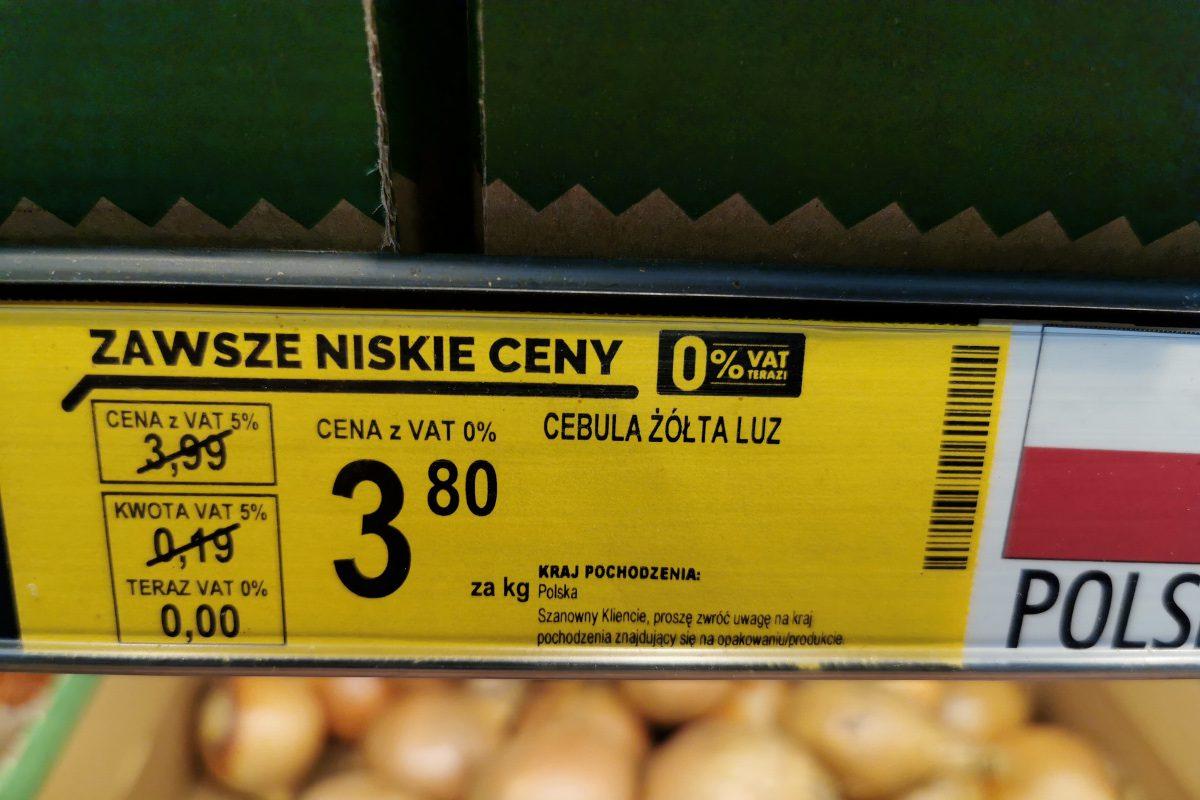 ZAWSZE NISKIE CENY
0% VAT
TERAZ!
CENA z VAT 5%
3,99
KWOTA VAT 5%
0,19
TERAZ VAT 0%
0,00
CENA z VAT 0%
3 80
za kg
CEBULA ŻÓŁTA LUZ
KRAJ POCHODZENIA:
Polska
Szanowny Kliencie, proszę zwróć uwagę na kraj
pochodzenia znajdujący się na opakowaniu/produkcie.